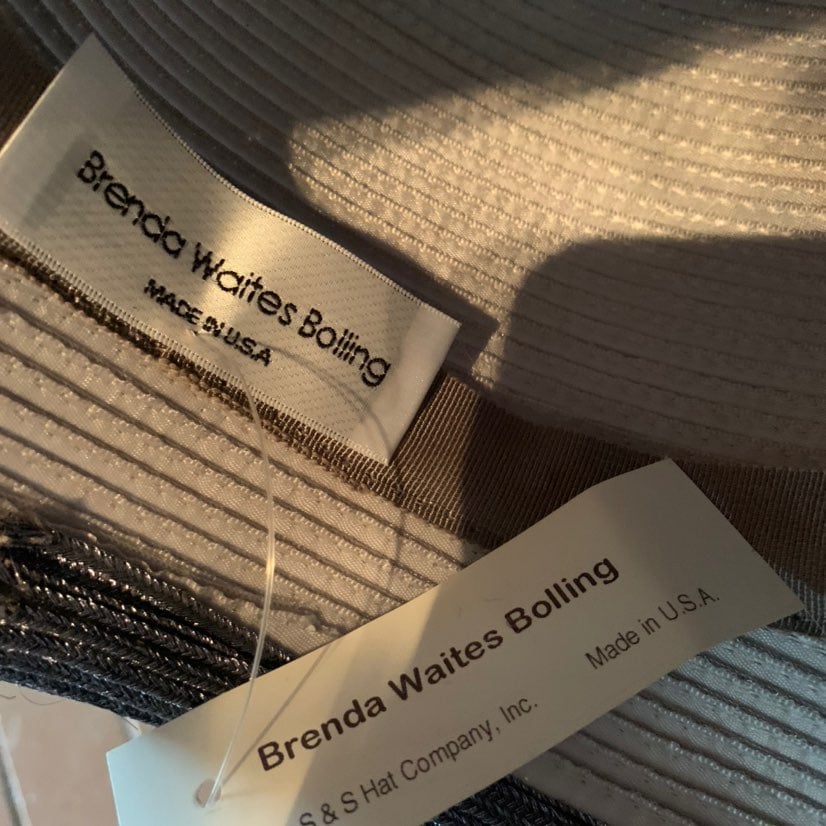 Brenda Waites Bolling
MADE IN U.S.A
Brenda Waites Bolling
S & S Hat Company, Inc.
Made in U.S.A.